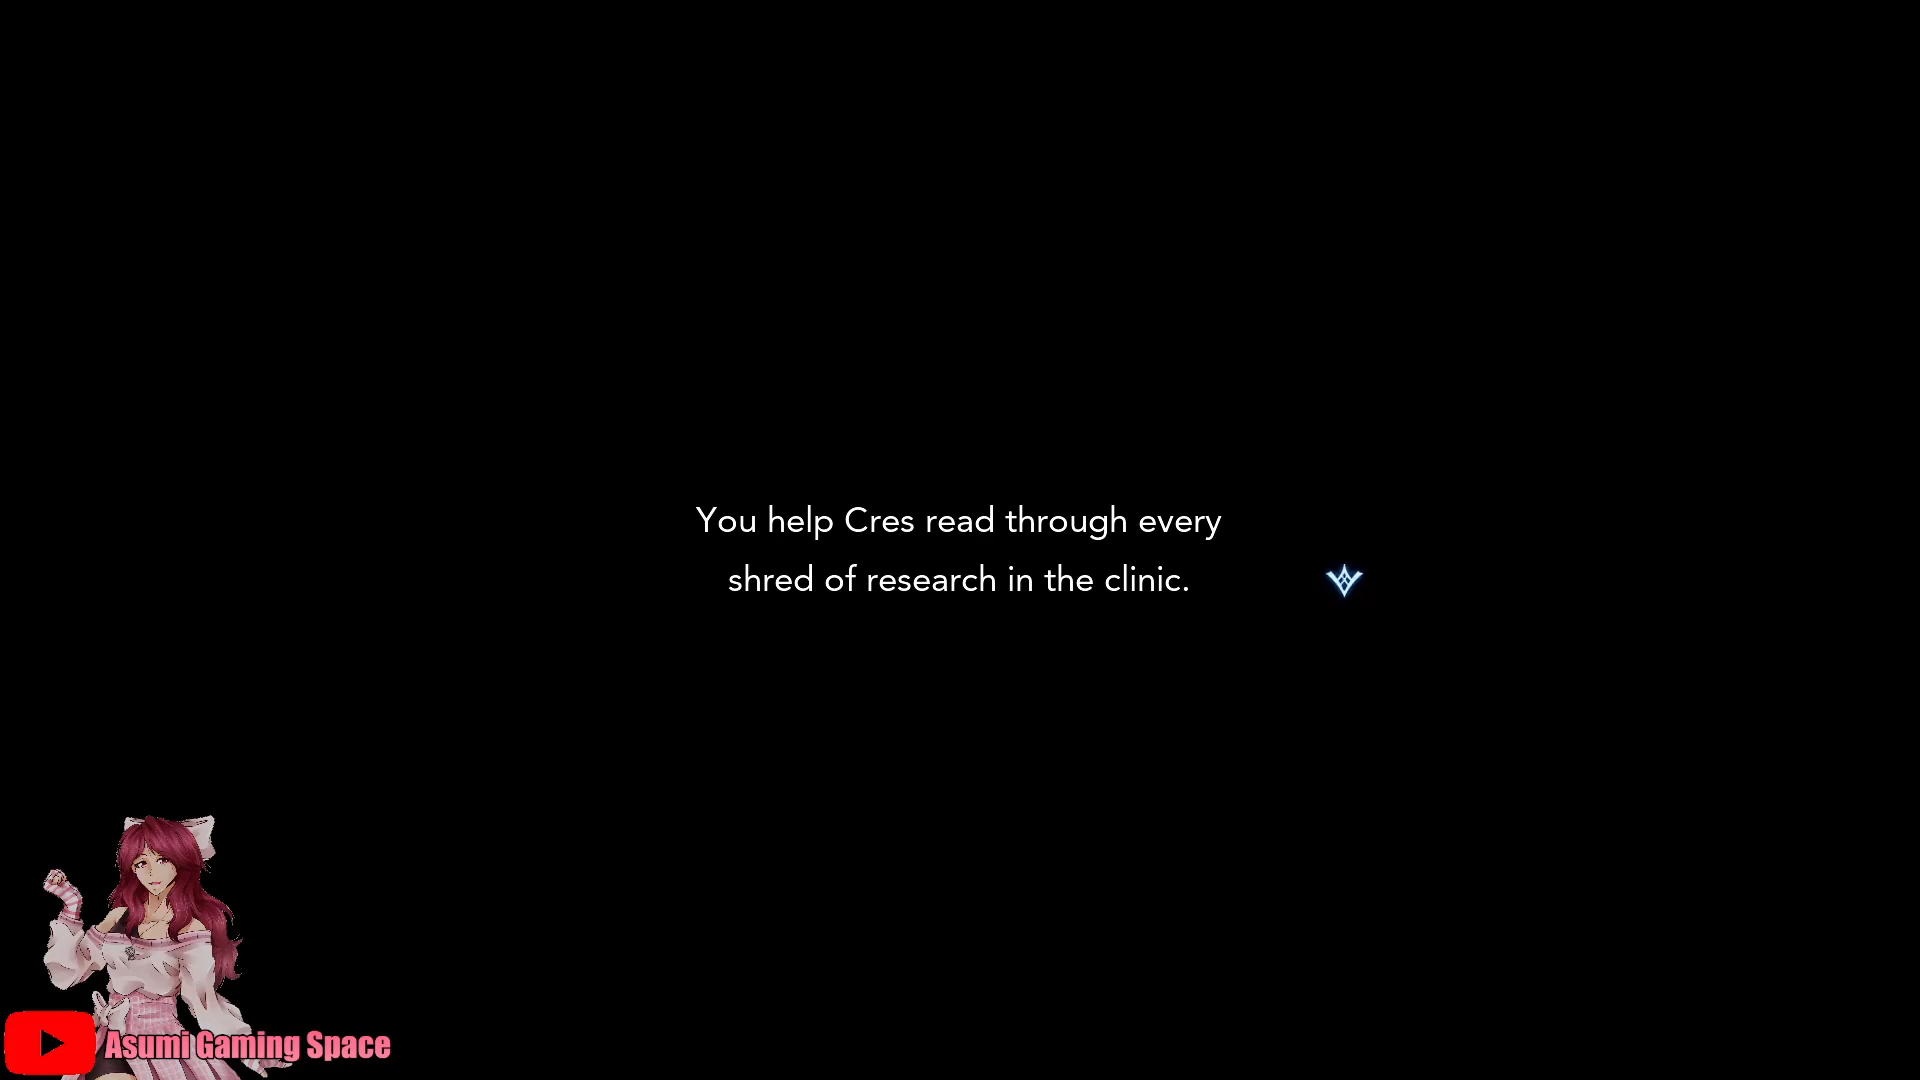 You help Cres read through every
shred of research in the clinic.
Asumi Gaming Space